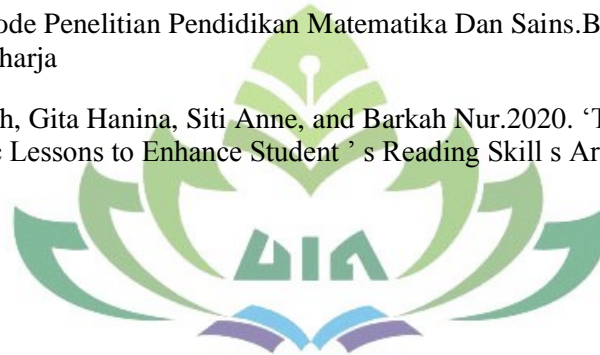 ode Penelitian Pendidikan Matematika Dan Sains.B
harja
h, Gita Hanina, Siti Anne, and Barkah Nur.2020. ‘T
Lessons to Enhance Student ’ s Reading Skill s Ar
UIN